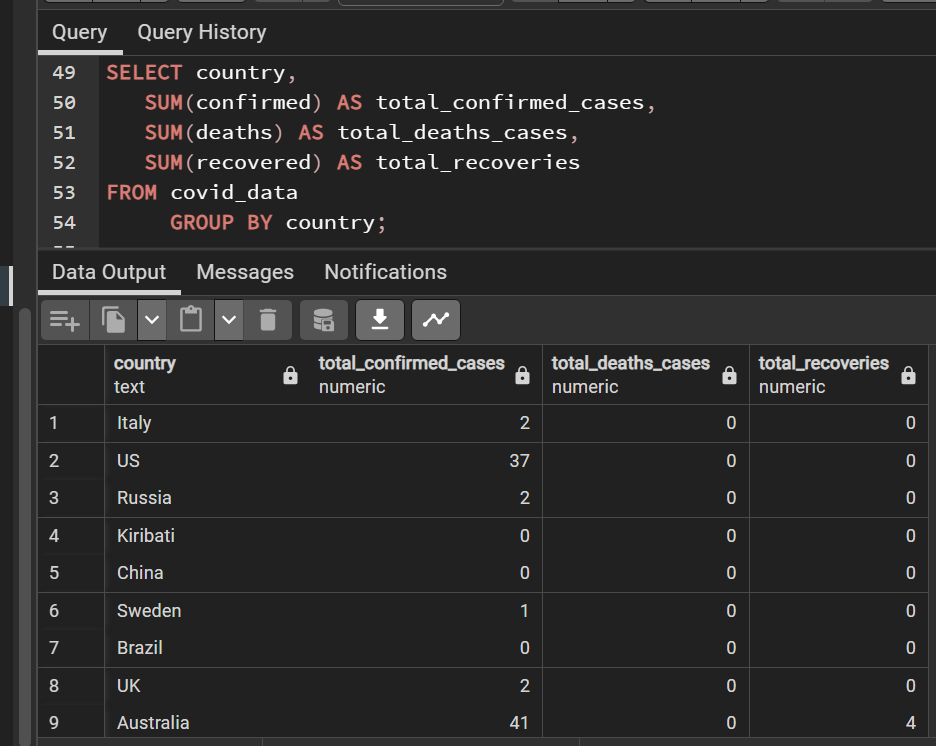 Query Query History
49 SELECT country,
50 SUM(confirmed) AS total_confirmed_cases,
51 SUM(deaths) AS total_deaths_cases,
52 SUM(recovered) AS total_recoveries
53 FROM covid_data
54 GROUP BY country;
Data Output Messages Notifications
country total_confirmed_cases total_deaths_cases total_recoveries
text numeric numeric numeric
1 Italy 2 0 0
2 US 37 0 0
3 Russia 2 0 0
4 Kiribati 0 0 0
5 China 0 0 0
6 Sweden 1 0 0
7 Brazil 0 0 0
8 UK 2 0 0
9 Australia 41 0 4